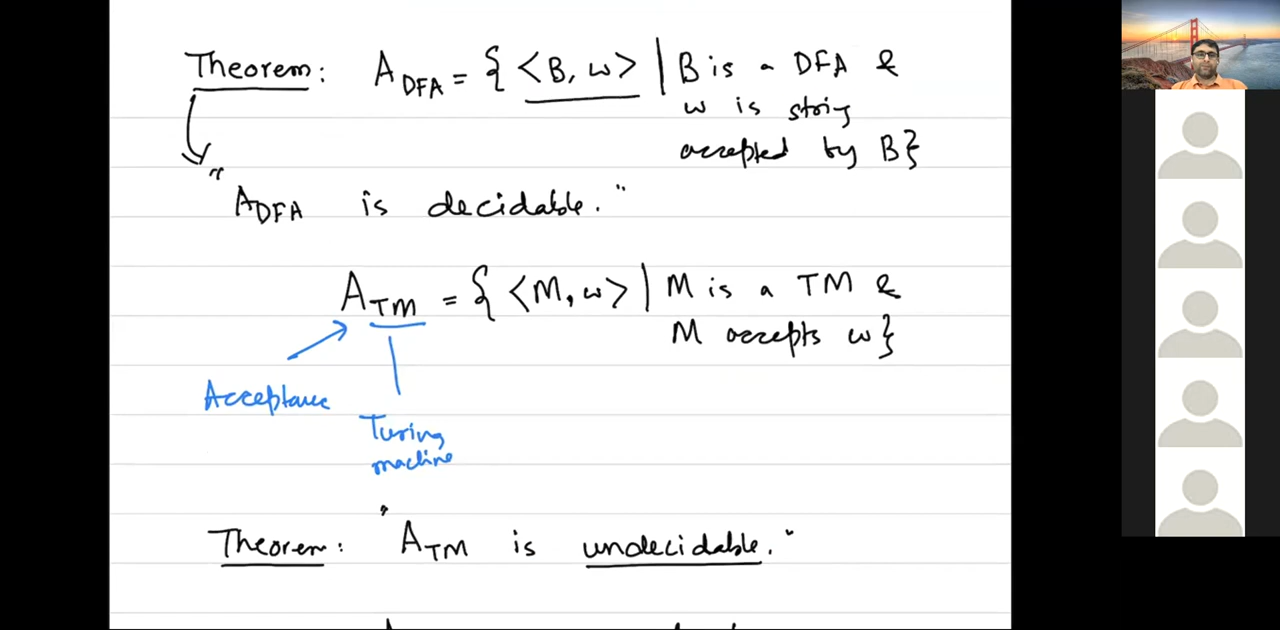 Theorem: A_DFA = { <B, w> | B is a DFA &
w is string
accepted by B}
"A_DFA is decidable."
A_TM = { <M, w> | M is a TM &
M accepts w}
Acceptance
Turing
machine
Theorem: "A_TM is undecidable."